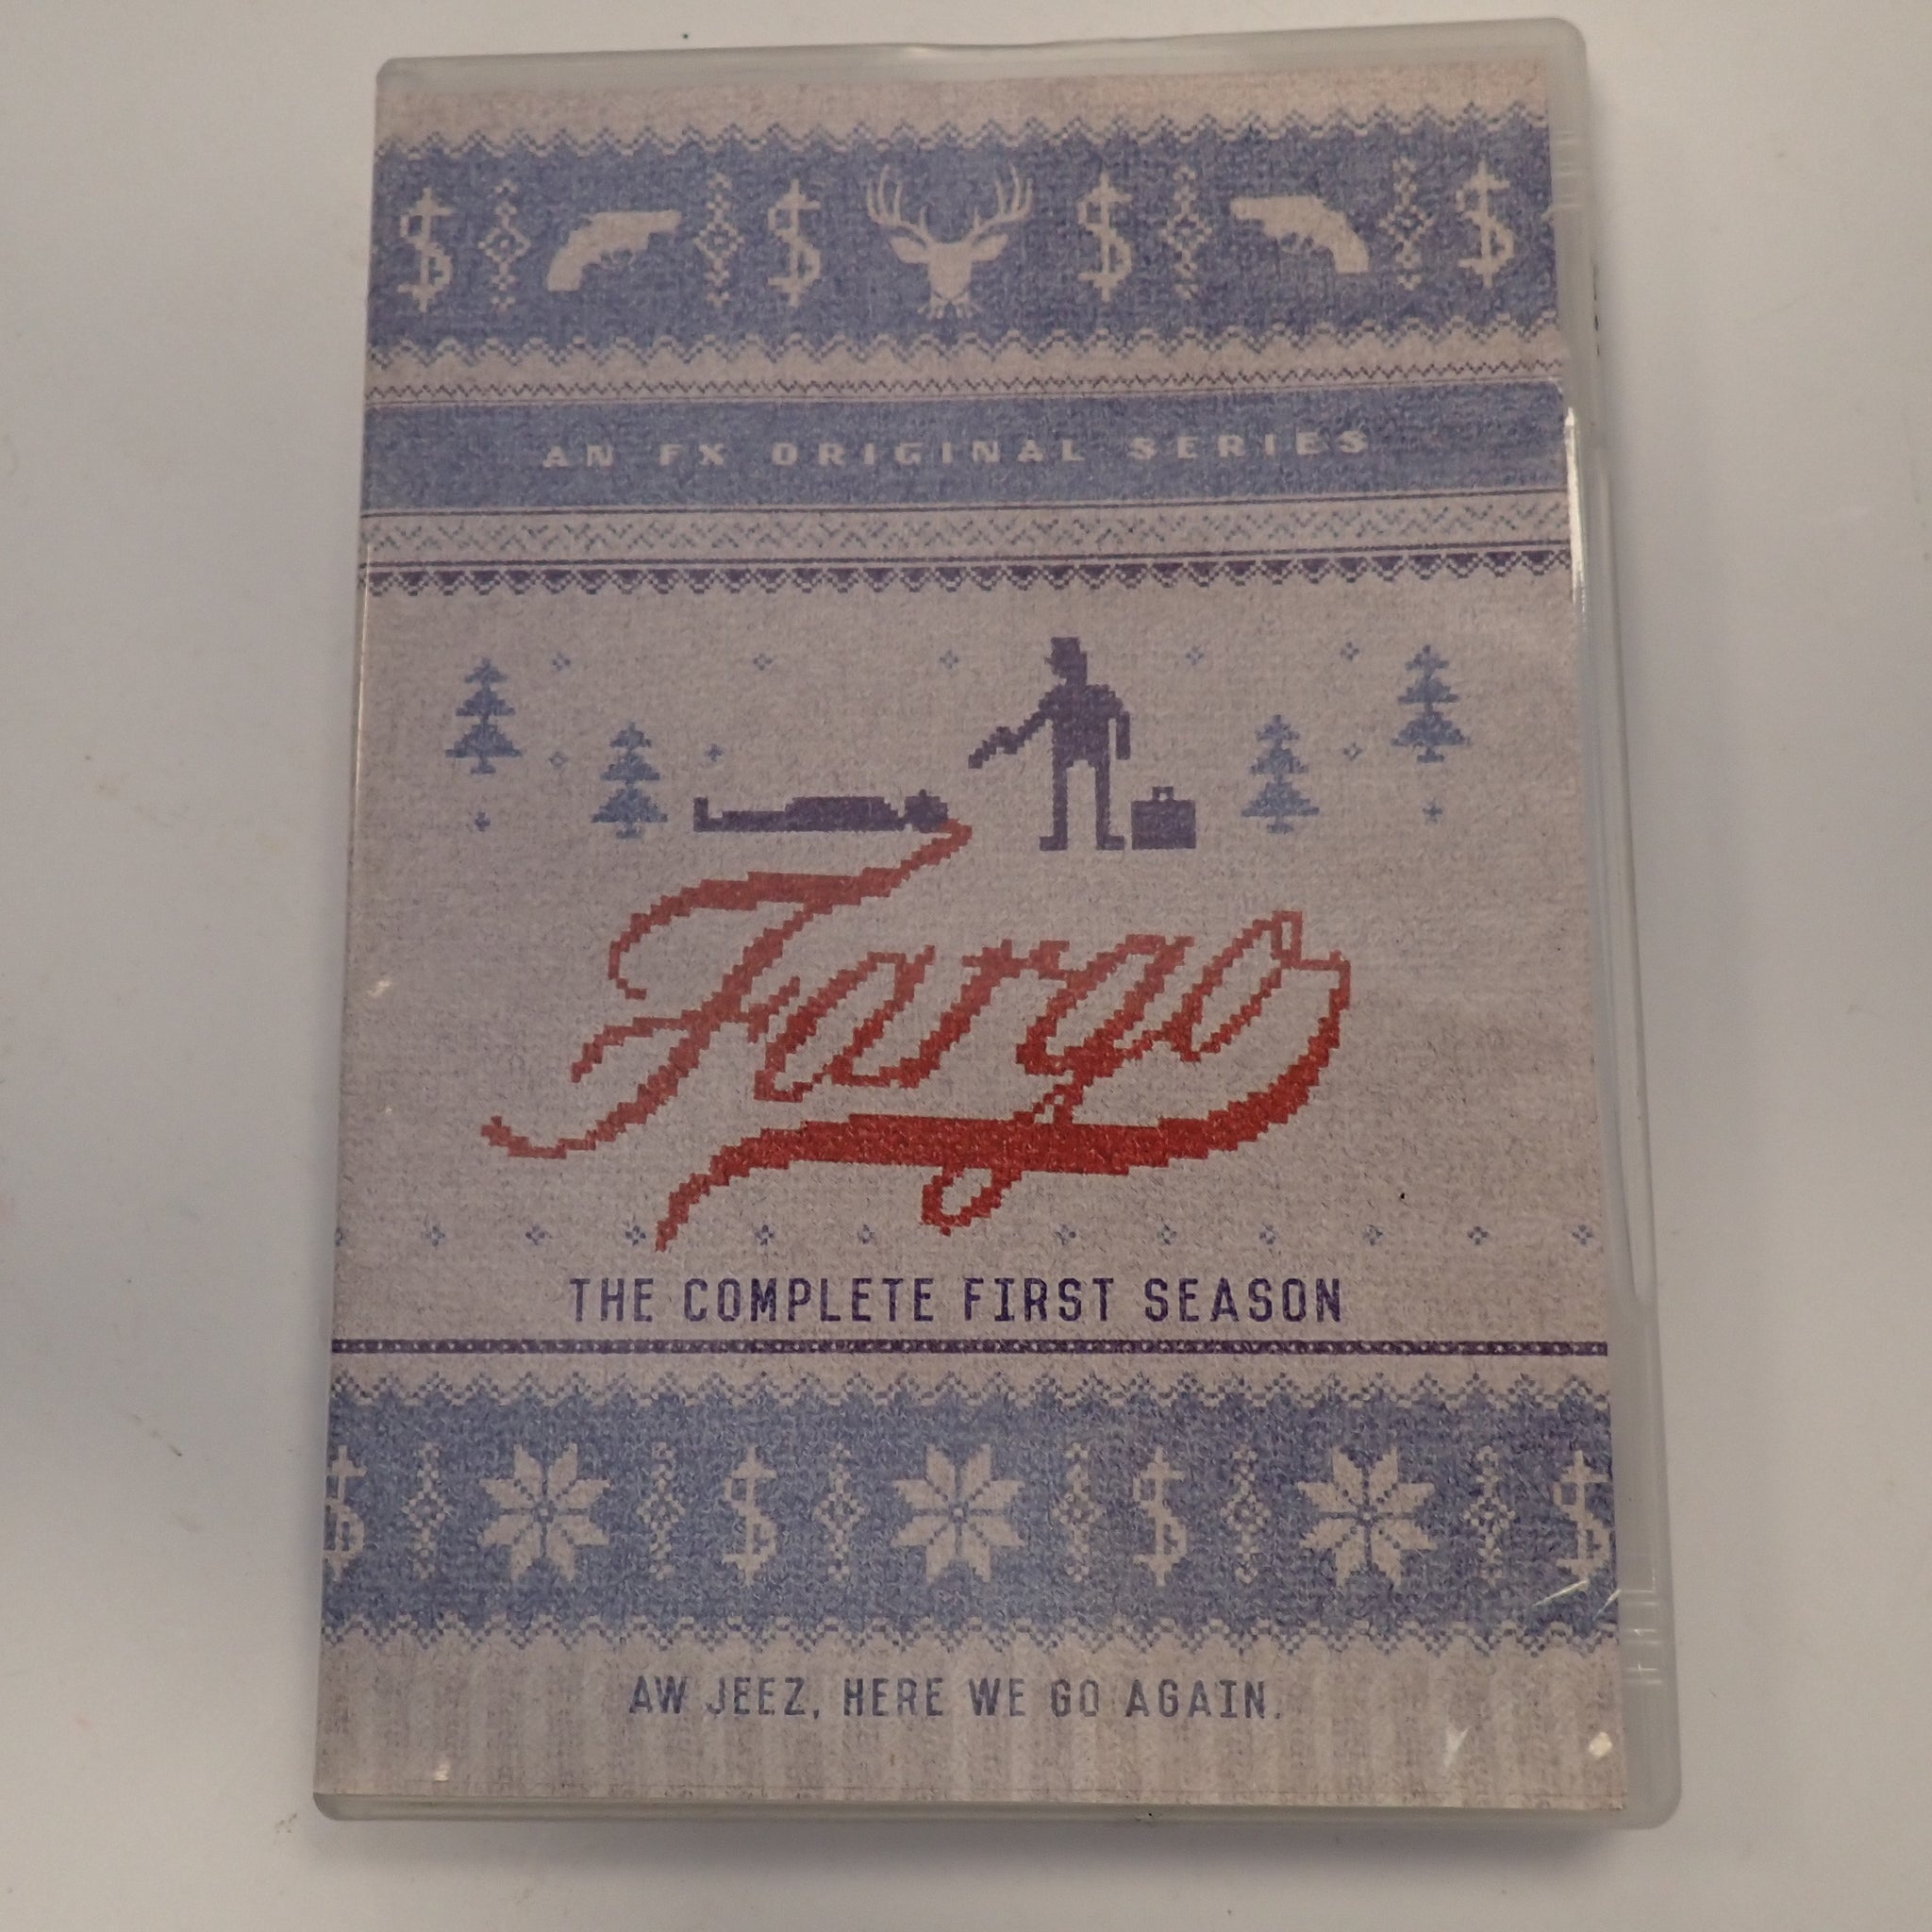 AN FX ORIGINAL SERIES
Fargo
THE COMPLETE FIRST SEASON
AW JEEZ, HERE WE GO AGAIN.